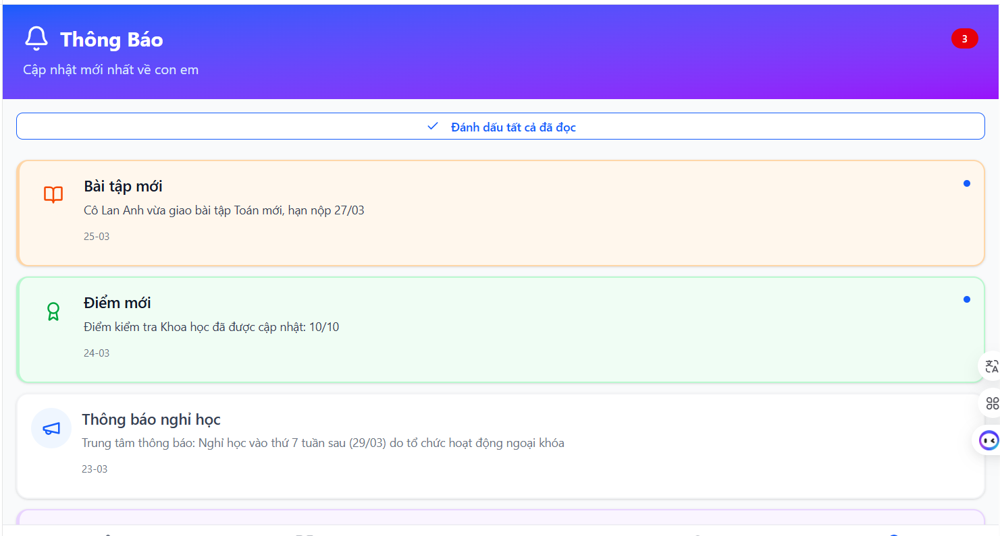 Thông Báo
3
Cập nhật mới nhất về con em
Đánh dấu tất cả đã đọc
Bài tập mới
Cô Lan Anh vừa giao bài tập Toán mới, hạn nộp 27/03
25-03
Điểm mới
Điểm kiểm tra Khoa học đã được cập nhật: 10/10
24-03
Thông báo nghỉ học
Trung tâm thông báo: Nghỉ học vào thứ 7 tuần sau (29/03) do tổ chức hoạt động ngoại khóa
23-03